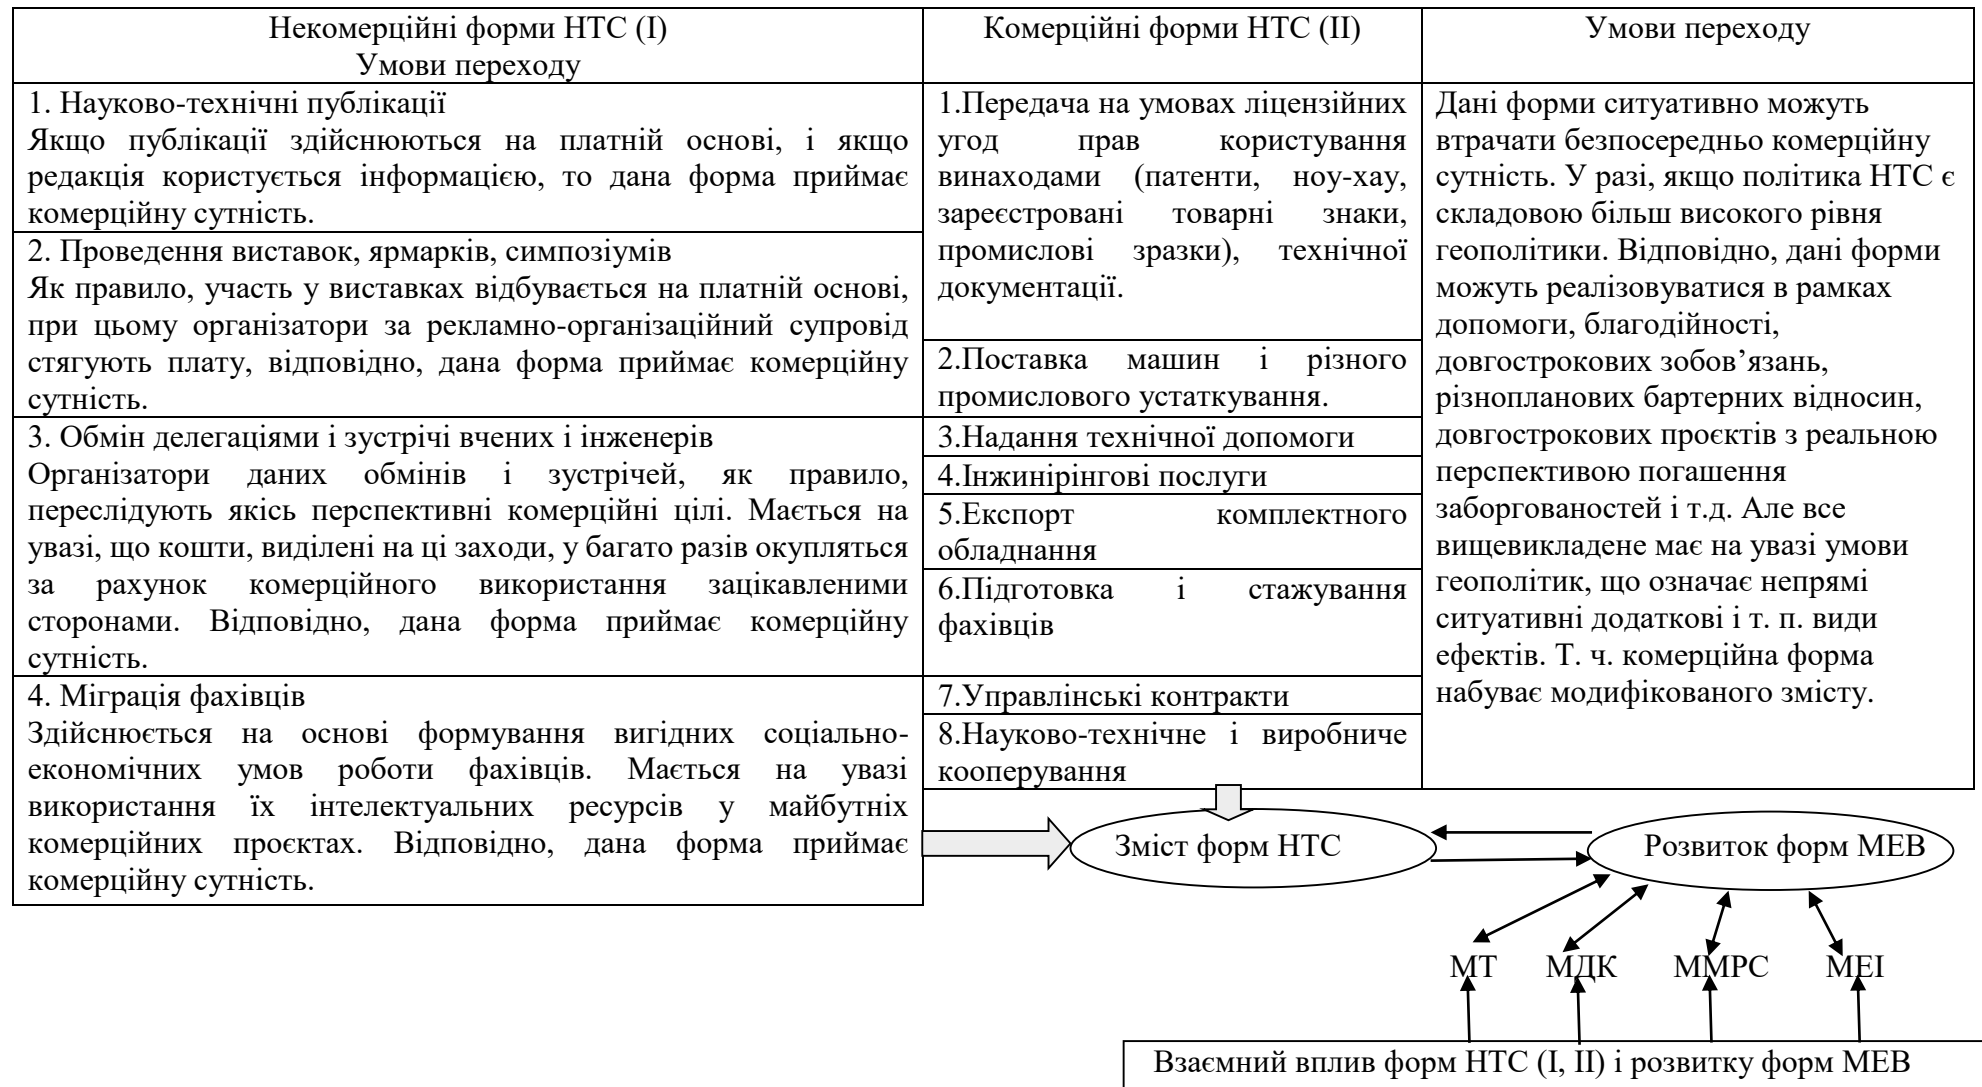 Некомерційні форми НТС (I)
Умови переходу
Комерційні форми НТС (II)
Умови переходу
1. Науково-технічні публікації
Якщо публікації здійснюються на платній основі, і якщо
редакція користується інформацією, то дана форма приймає
комерційну сутність.
2. Проведення виставок, ярмарків, симпозіумів
Як правило, участь у виставках відбувається на платній основі,
при цьому організатори за рекламно-організаційний супровід
стягують плату, відповідно, дана форма приймає комерційну
сутність.
3. Обмін делегаціями і зустрічі вчених і інженерів
Організатори даних обмінів і зустрічей, як правило,
переслідують якісь перспективні комерційні цілі. Мається на
увазі, що кошти, виділені на ці заходи, у багато разів окупляться
за рахунок комерційного використання зацікавленими
сторонами. Відповідно, дана форма приймає комерційну
сутність.
4. Міграція фахівців
Здійснюється на основі формування вигідних соціально-
економічних умов роботи фахівців. Мається на увазі
використання їх інтелектуальних ресурсів у майбутніх
комерційних проєктах. Відповідно, дана форма приймає
комерційну сутність.
1.Передача на умовах ліцензійних
угод прав користування
винаходами (патенти, ноу-хау,
зареєстровані товарні знаки,
промислові зразки), технічної
документації.
2.Поставка машин і різного
промислового устаткування.
3.Надання технічної допомоги
4.Інжинірінгові послуги
5.Експорт комплектного
обладнання
6.Підготовка і стажування
фахівців
7.Управлінські контракти
8.Науково-технічне і виробниче
кооперування
Дані форми ситуативно можуть
втрачати безпосередньо комерційну
сутність. У разі, якщо політика НТС є
складовою більш високого рівня
геополітики. Відповідно, дані форми
можуть реалізовуватися в рамках
допомоги, благодійності,
довгострокових зобов’язань,
різнопланових бартерних відносин,
довгострокових проєктів з реальною
перспективою погашення
заборгованостей і т.д. Але все
вищевикладене має на увазі умови
геополітик, що означає непрямі
ситуативні додаткові і т. п. види
ефектів. Т. ч. комерційна форма
набуває модифікованого змісту.
Зміст форм НТС
Розвиток форм МЕВ
МТ МДК ММРС МЕІ
Взаємний вплив форм НТС (I, II) і розвитку форм МЕВ